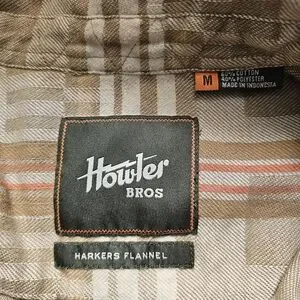 M
60% COTTON
40% POLYESTER
MADE IN INDONESIA
Howler
BROS
HARKERS FLANNEL